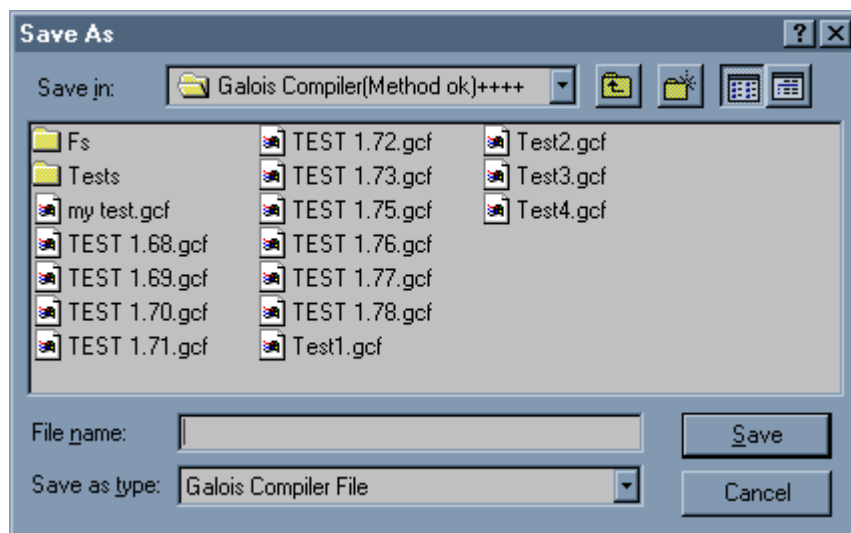 Save As
Save in: Galois Compiler(Method ok)++++
Fs
Tests
my test.gcf
TEST 1.68.gcf
TEST 1.69.gcf
TEST 1.70.gcf
TEST 1.71.gcf
TEST 1.72.gcf
TEST 1.73.gcf
TEST 1.75.gcf
TEST 1.76.gcf
TEST 1.77.gcf
TEST 1.78.gcf
Test1.gcf
Test2.gcf
Test3.gcf
Test4.gcf
File name:
Save
Save as type: Galois Compiler File
Cancel